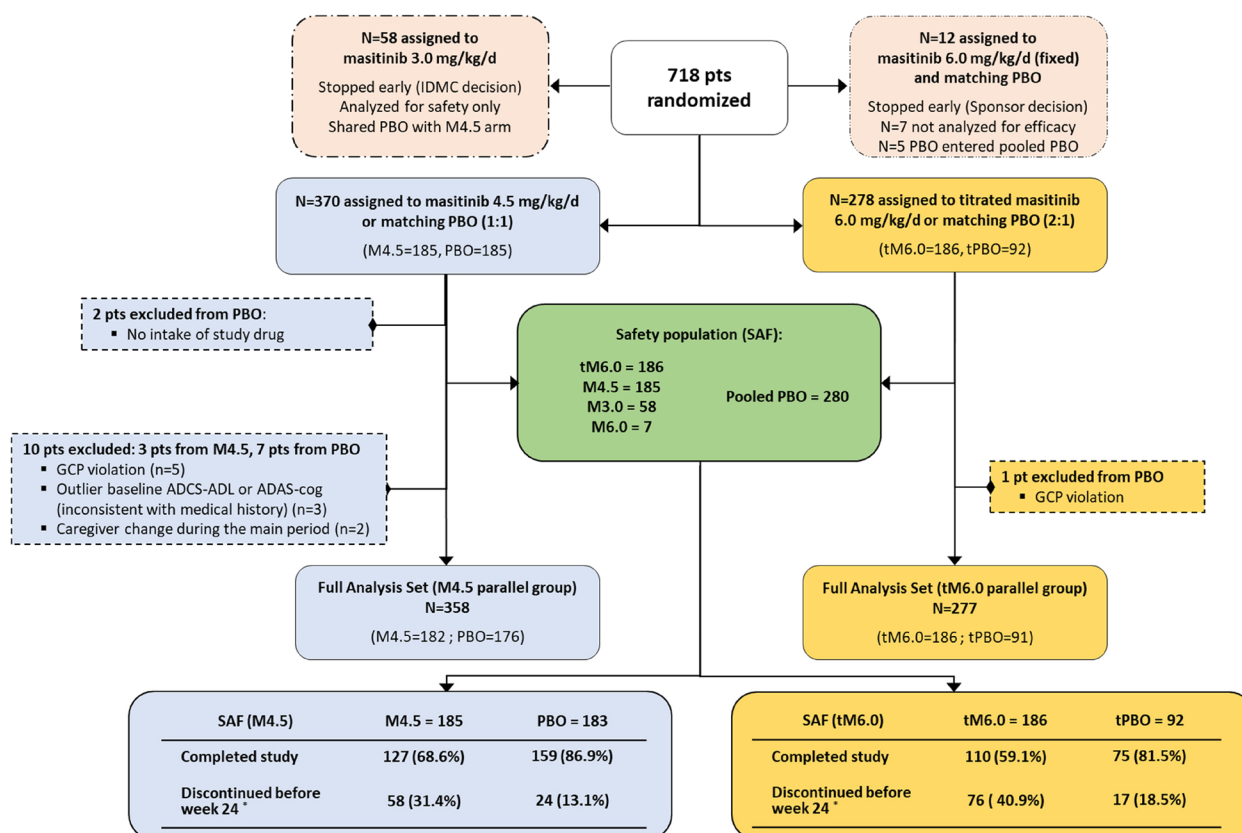 N=58 assigned to
masitinib 3.0 mg/kg/d
Stopped early (IDMC decision)
Analyzed for safety only
Shared PBO with M4.5 arm
718 pts
randomized
N=12 assigned to
masitinib 6.0 mg/kg/d (fixed)
and matching PBO
Stopped early (Sponsor decision)
N=7 not analyzed for efficacy
N=5 PBO entered pooled PBO
N=370 assigned to masitinib 4.5 mg/kg/d
or matching PBO (1:1)
(M4.5=185, PBO=185)
N=278 assigned to titrated masitinib
6.0 mg/kg/d or matching PBO (2:1)
(tM6.0=186, tPBO=92)
2 pts excluded from PBO:
▪ No intake of study drug
Safety population (SAF):
tM6.0 = 186
M4.5 = 185
M3.0 = 58
M6.0 = 7
Pooled PBO = 280
10 pts excluded: 3 pts from M4.5, 7 pts from PBO
▪ GCP violation (n=5)
▪ Outlier baseline ADCS-ADL or ADAS-cog
(inconsistent with medical history) (n=3)
▪ Caregiver change during the main period (n=2)
1 pt excluded from PBO
▪ GCP violation
Full Analysis Set (M4.5 parallel group)
N=358
(M4.5=182 ; PBO=176)
Full Analysis Set (tM6.0 parallel group)
N=277
(tM6.0=186 ; tPBO=91)
SAF (M4.5) M4.5 = 185 PBO = 183
Completed study 127 (68.6%) 159 (86.9%)
Discontinued before
week 24 * 58 (31.4%) 24 (13.1%)
SAF (tM6.0) tM6.0 = 186 tPBO = 92
Completed study 110 (59.1%) 75 (81.5%)
Discontinued before
week 24 * 76 ( 40.9%) 17 (18.5%)